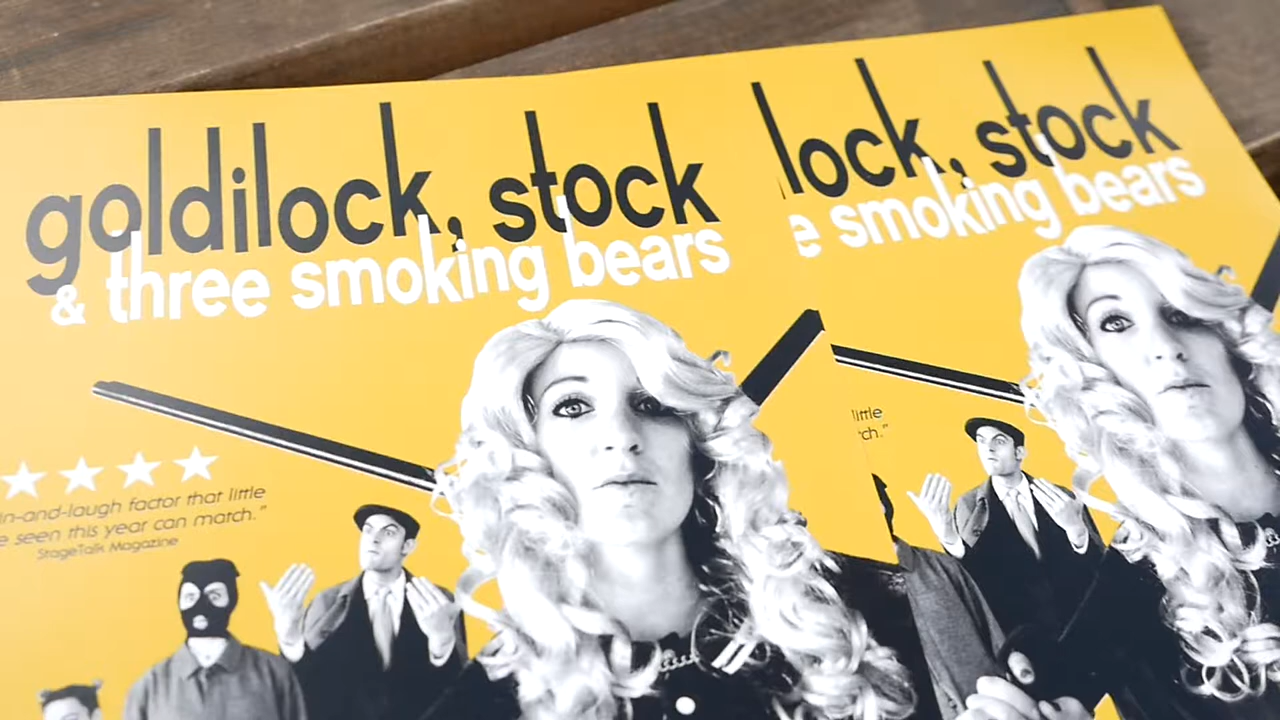 goldilock, stock
& three smoking bears
in-and-laugh factor that little
e seen this year can match."
StageTalk Magazine
lock, stock
e smoking bears
little
tch."